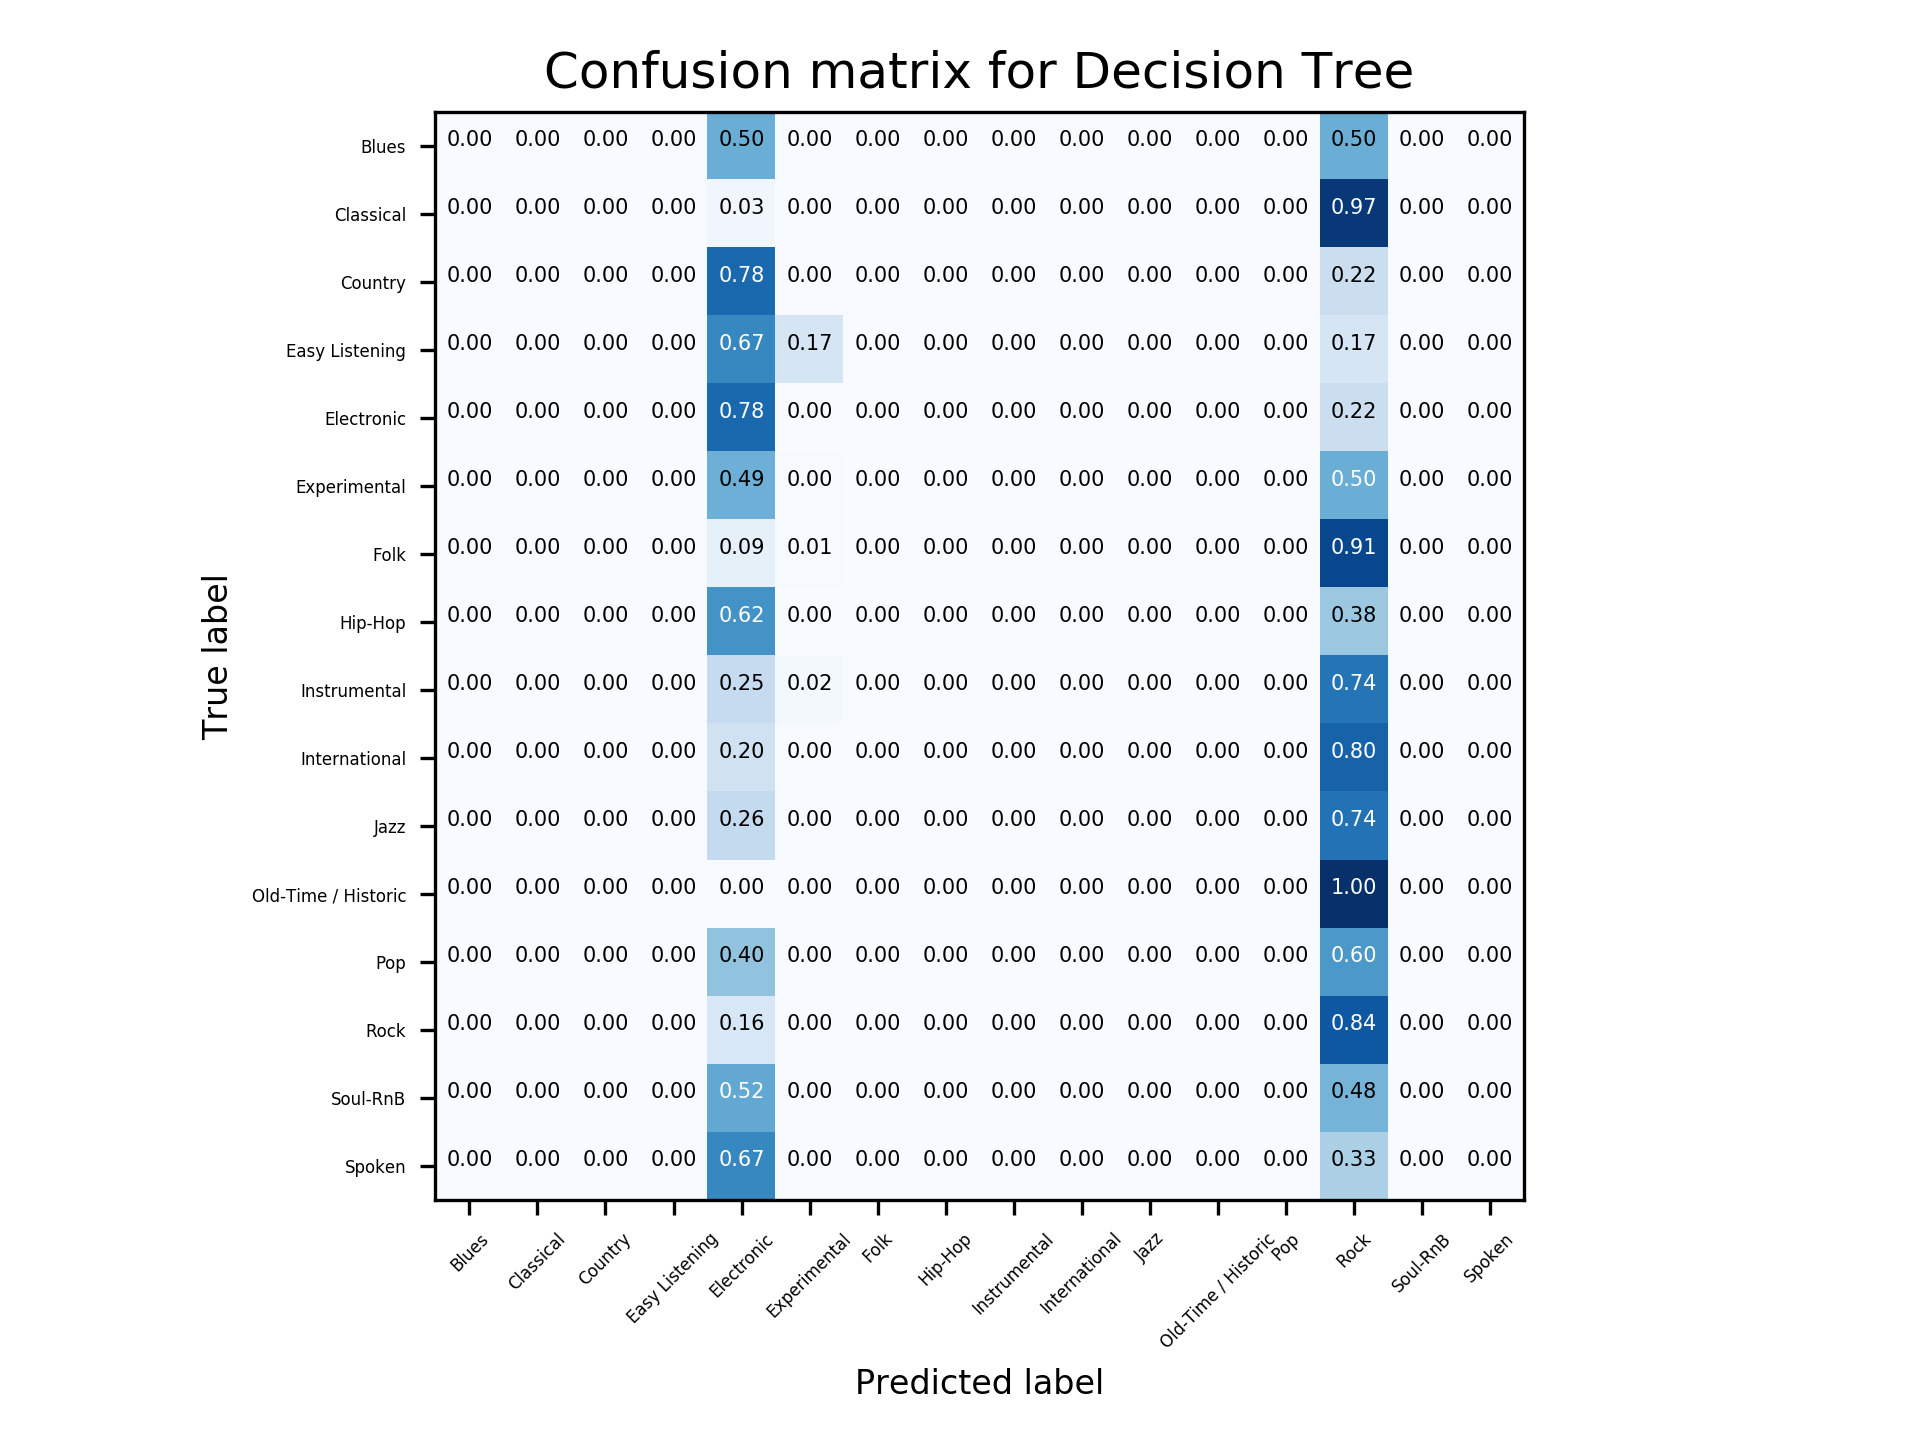 Confusion matrix for Decision Tree
Blues 0.00 0.00 0.00 0.00 0.50 0.00 0.00 0.00 0.00 0.00 0.00 0.00 0.00 0.50 0.00 0.00
Classical 0.00 0.00 0.00 0.00 0.03 0.00 0.00 0.00 0.00 0.00 0.00 0.00 0.00 0.97 0.00 0.00
Country 0.00 0.00 0.00 0.00 0.78 0.00 0.00 0.00 0.00 0.00 0.00 0.00 0.00 0.22 0.00 0.00
Easy Listening 0.00 0.00 0.00 0.00 0.67 0.17 0.00 0.00 0.00 0.00 0.00 0.00 0.00 0.17 0.00 0.00
Electronic 0.00 0.00 0.00 0.00 0.78 0.00 0.00 0.00 0.00 0.00 0.00 0.00 0.00 0.22 0.00 0.00
Experimental 0.00 0.00 0.00 0.00 0.49 0.00 0.00 0.00 0.00 0.00 0.00 0.00 0.00 0.50 0.00 0.00
Folk 0.00 0.00 0.00 0.00 0.09 0.01 0.00 0.00 0.00 0.00 0.00 0.00 0.00 0.91 0.00 0.00
Hip-Hop 0.00 0.00 0.00 0.00 0.62 0.00 0.00 0.00 0.00 0.00 0.00 0.00 0.00 0.38 0.00 0.00
Instrumental 0.00 0.00 0.00 0.00 0.25 0.02 0.00 0.00 0.00 0.00 0.00 0.00 0.00 0.74 0.00 0.00
International 0.00 0.00 0.00 0.00 0.20 0.00 0.00 0.00 0.00 0.00 0.00 0.00 0.00 0.80 0.00 0.00
Jazz 0.00 0.00 0.00 0.00 0.26 0.00 0.00 0.00 0.00 0.00 0.00 0.00 0.00 0.74 0.00 0.00
Old-Time / Historic 0.00 0.00 0.00 0.00 0.00 0.00 0.00 0.00 0.00 0.00 0.00 0.00 0.00 1.00 0.00 0.00
Pop 0.00 0.00 0.00 0.00 0.40 0.00 0.00 0.00 0.00 0.00 0.00 0.00 0.00 0.60 0.00 0.00
Rock 0.00 0.00 0.00 0.00 0.16 0.00 0.00 0.00 0.00 0.00 0.00 0.00 0.00 0.84 0.00 0.00
Soul-RnB 0.00 0.00 0.00 0.00 0.52 0.00 0.00 0.00 0.00 0.00 0.00 0.00 0.00 0.48 0.00 0.00
Spoken 0.00 0.00 0.00 0.00 0.67 0.00 0.00 0.00 0.00 0.00 0.00 0.00 0.00 0.33 0.00 0.00
True label
Blues Classical Country Easy Listening Electronic Experimental Folk Hip-Hop Instrumental International Jazz Old-Time / Historic Pop Rock Soul-RnB Spoken
Predicted label